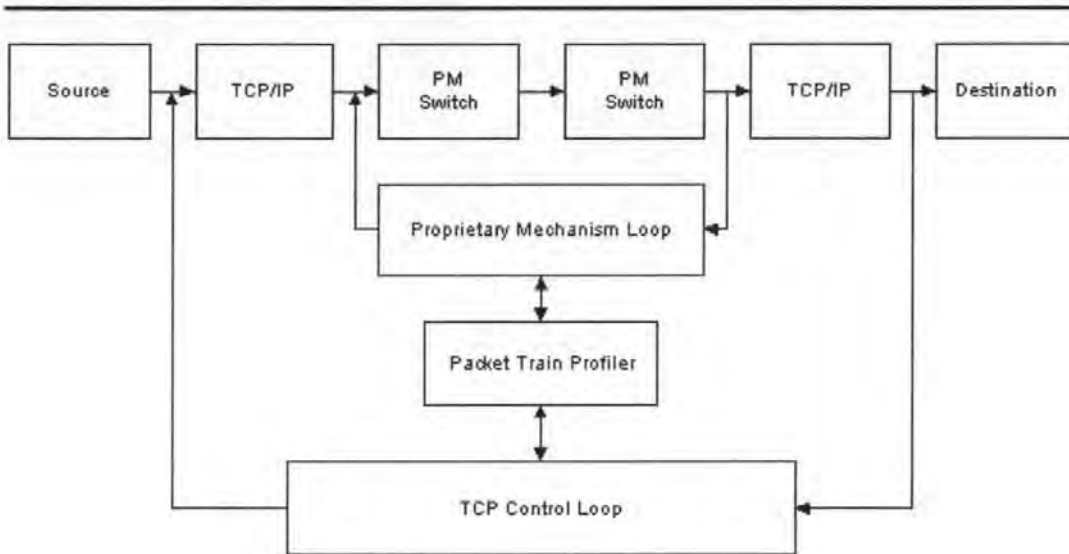 Source
TCP/IP
PM
Switch
PM
Switch
TCP/IP
Destination
Proprietary Mechanism Loop
Packet Train Profiler
TCP Control Loop